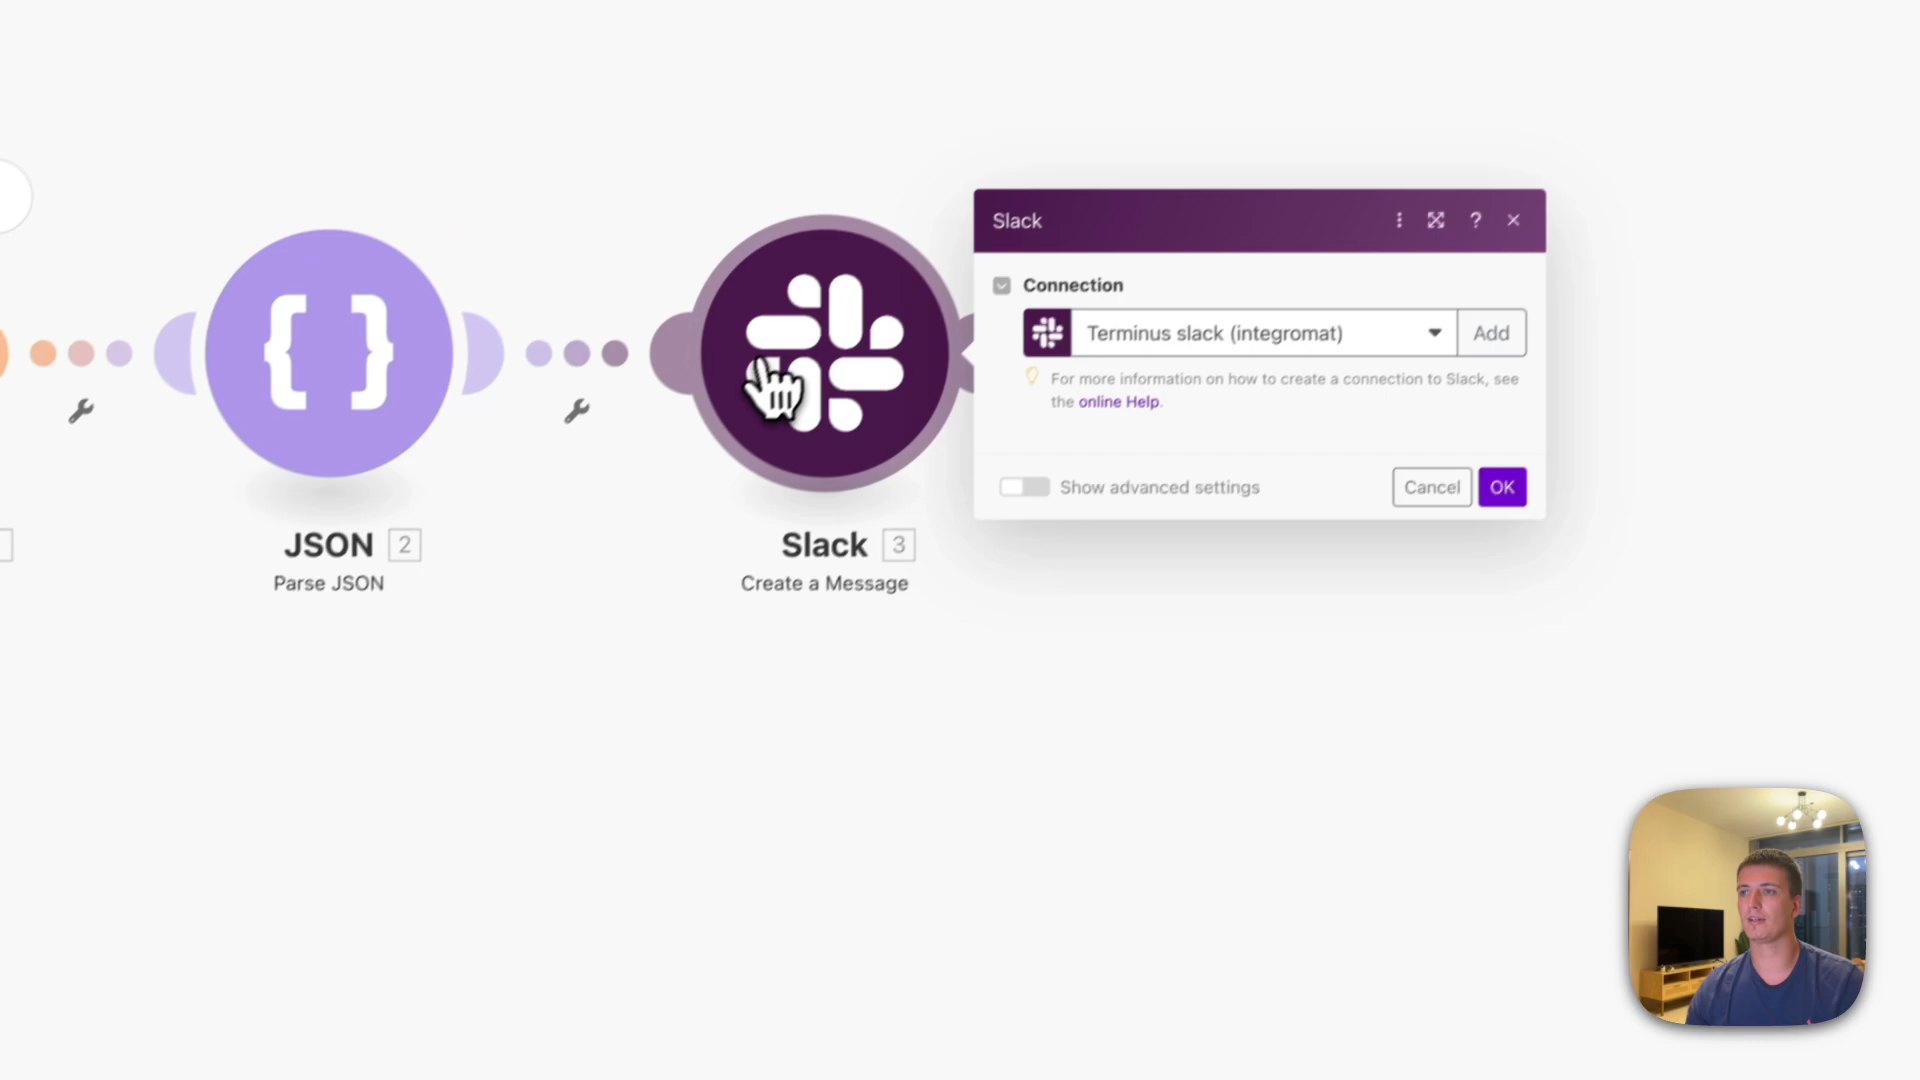 Slack
?
Connection
Terminus slack (integromat)
Add
For more information on how to create a connection to Slack, see
the online Help.
Show advanced settings
Cancel
OK
JSON 2
Parse JSON
Slack 3
Create a Message